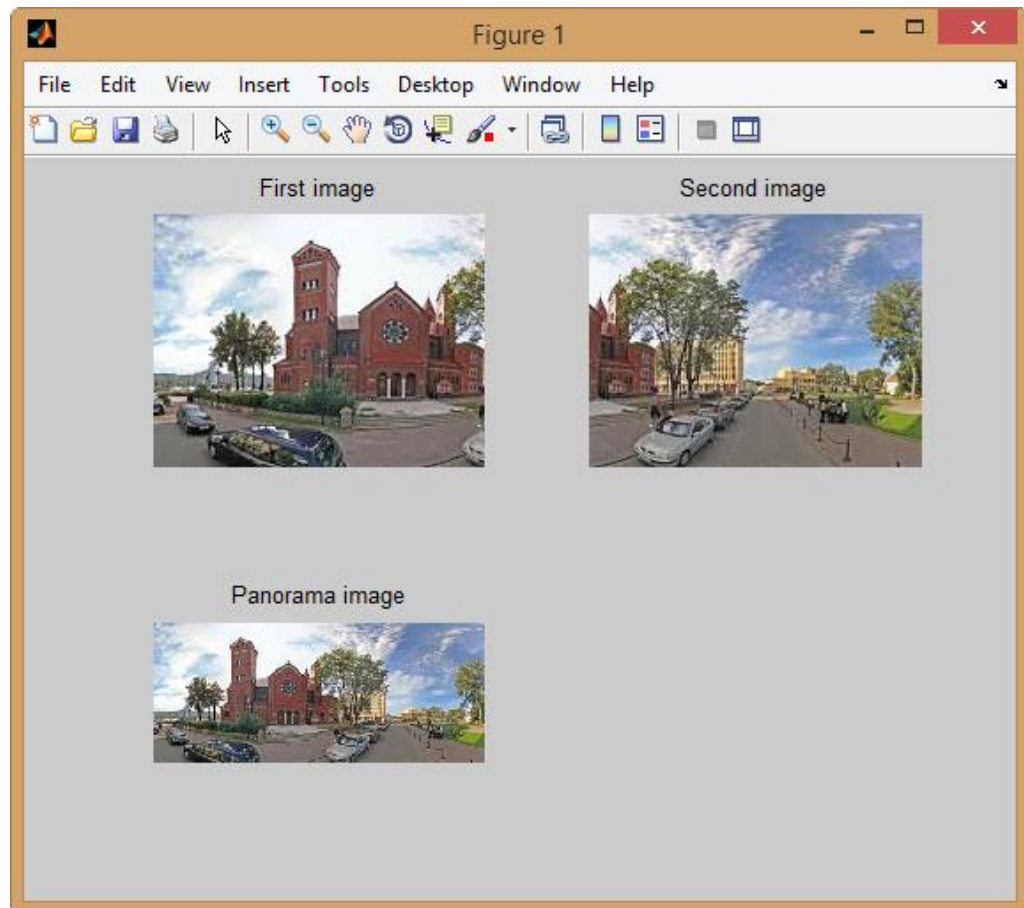 Figure 1
File Edit View Insert Tools Desktop Window Help
First image
Second image
Panorama image